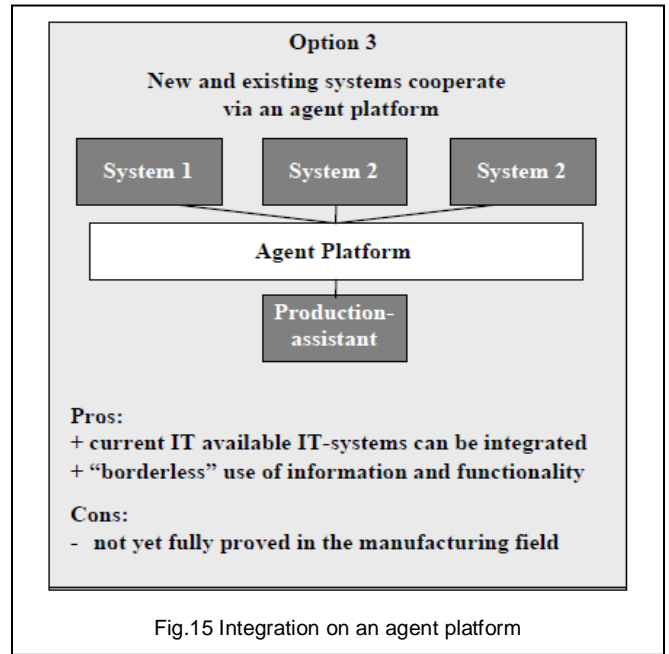 Option 3
New and existing systems cooperate
via an agent platform
System 1
System 2
System 2
Agent Platform
Production-
assistant
Pros:
+ current IT available IT-systems can be integrated
+ “borderless” use of information and functionality
Cons:
- not yet fully proved in the manufacturing field
Fig.15 Integration on an agent platform